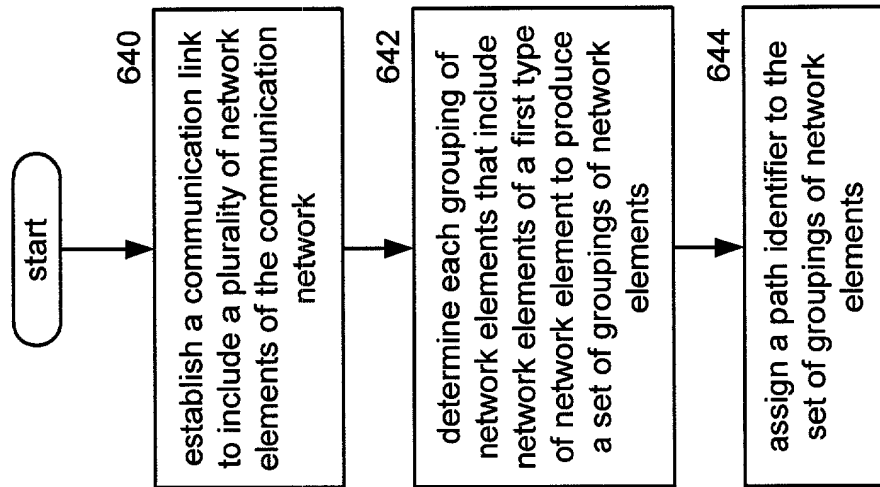 start
640
establish a communication link
to include a plurality of network
elements of the communication
network
642
determine each grouping of
network elements that include
network elements of a first type
of network element to produce
a set of groupings of network
elements
644
assign a path identifier to the
set of groupings of network
elements